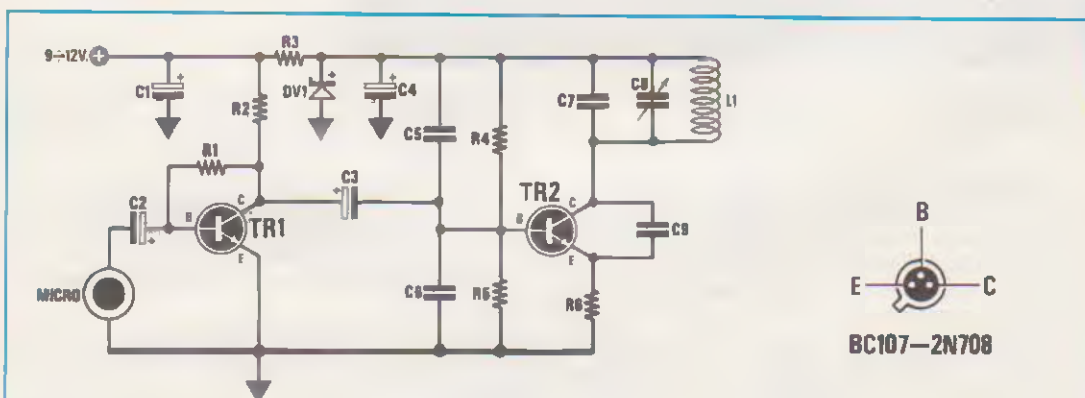 9÷12V.
R3
C1
R2
DV1
C4
C7
C8
L1
C5
R4
R1
C2
C3
TR2
C
B
TR1
B
C
E
C9
E
MICRO
C6
R5
R6
B
E
C
BC107—2N708